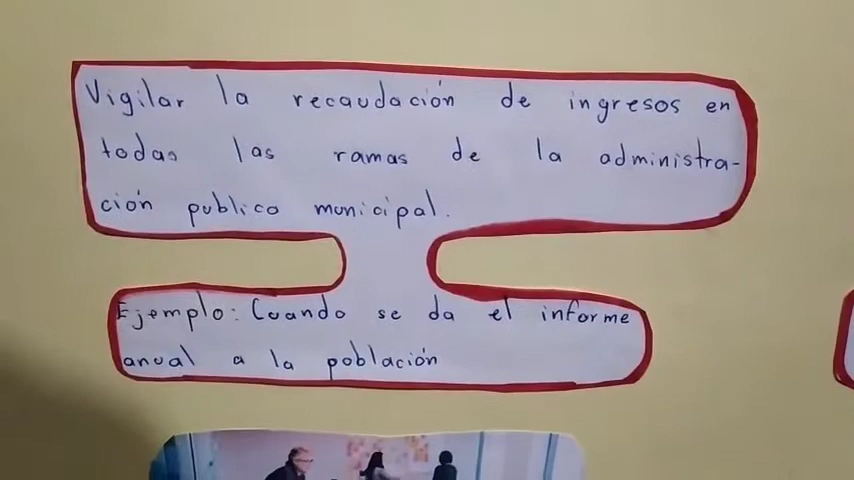 Vigilar la recaudación de ingresos en
todas las ramas de la administra-
ción publica municipal.
Ejemplo: Cuando se da el informe
anual a la población